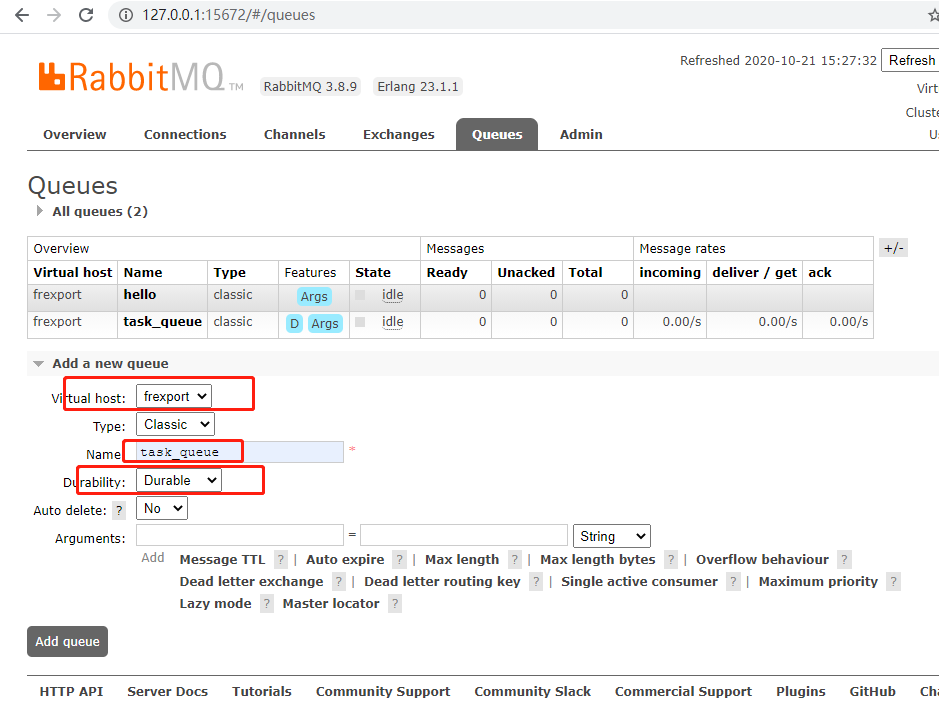 127.0.0.1:15672/#/queues
RabbitMQ TM RabbitMQ 3.8.9 Erlang 23.1.1
Refreshed 2020-10-21 15:27:32 Refresh
Virt
Cluste
Us
Overview Connections Channels Exchanges Queues Admin
Queues
All queues (2)
Overview Messages Message rates +/-
Virtual host Name Type Features State Ready Unacked Total incoming deliver / get ack
frexport hello classic Args idle 0 0 0
frexport task_queue classic D Args idle 0 0 0 0.00/s 0.00/s 0.00/s
Add a new queue
Virtual host: frexport
Type: Classic
Name task_queue *
Durability: Durable
Auto delete: ? No
Arguments: = String
Add Message TTL ? | Auto expire ? | Max length ? | Max length bytes ? | Overflow behaviour ?
Dead letter exchange ? | Dead letter routing key ? | Single active consumer ? | Maximum priority ?
Lazy mode ? Master locator ?
Add queue
HTTP API Server Docs Tutorials Community Support Community Slack Commercial Support Plugins GitHub Cha